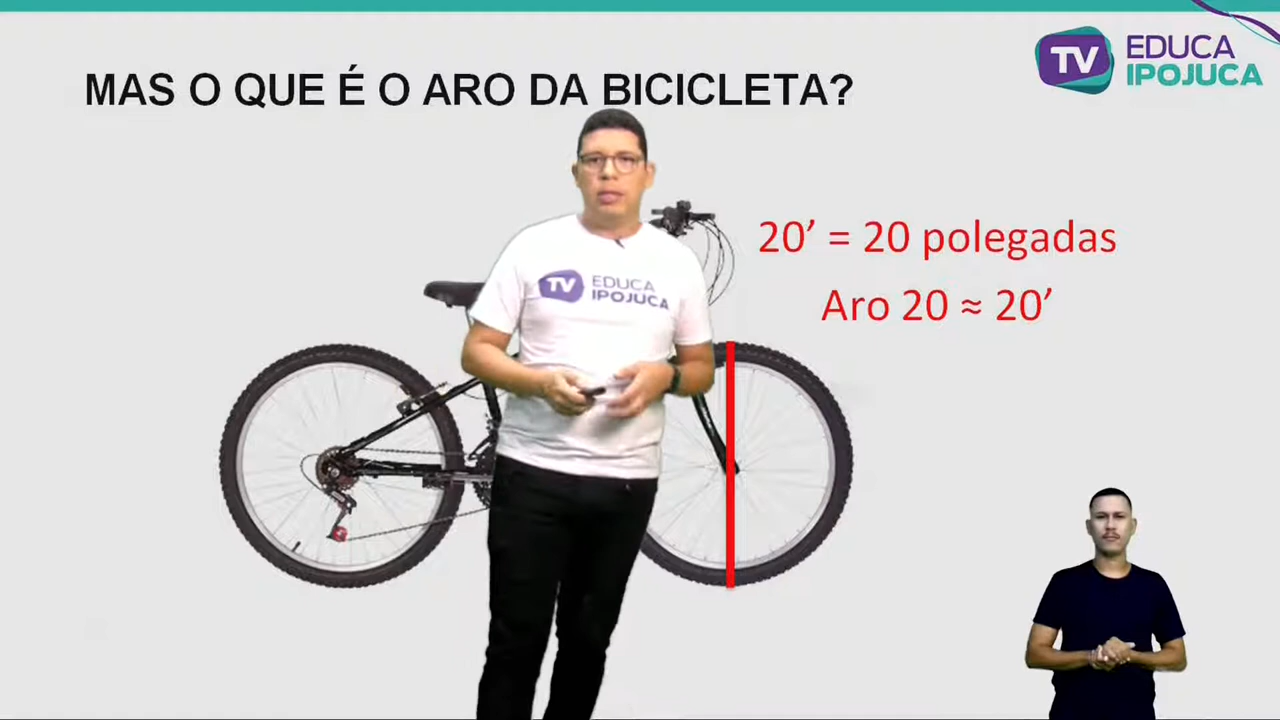 TV EDUCA
IPOJUCA
MAS O QUE É O ARO DA BICICLETA?
20’ = 20 polegadas
Aro 20 ≈ 20’
TV EDUCA
IPOJUCA